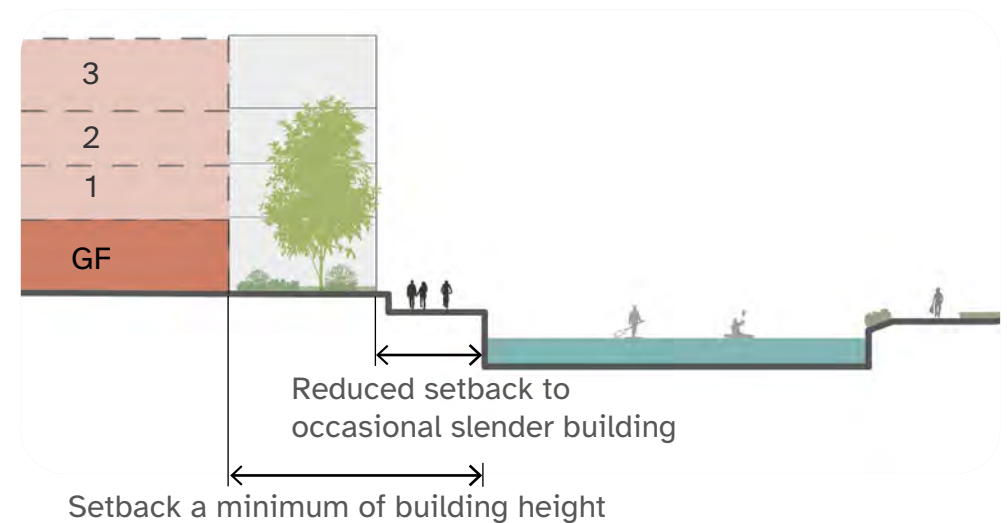 3
2
1
GF
Reduced setback to
occasional slender building
Setback a minimum of building height